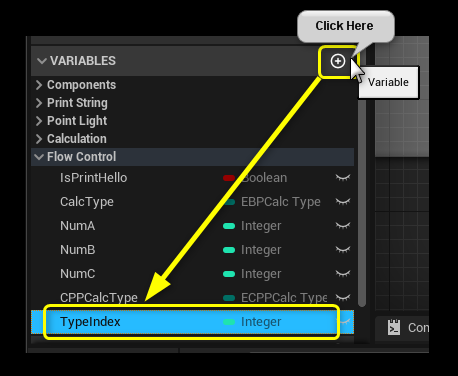 Click Here
VARIABLES
Variable
Components
Print String
Point Light
Calculation
Flow Control
IsPrintHello Boolean
CalcType EBPCalc Type
NumA Integer
NumB Integer
NumC Integer
CPPCalcType ECPPCalc Type
TypeIndex Integer
Con